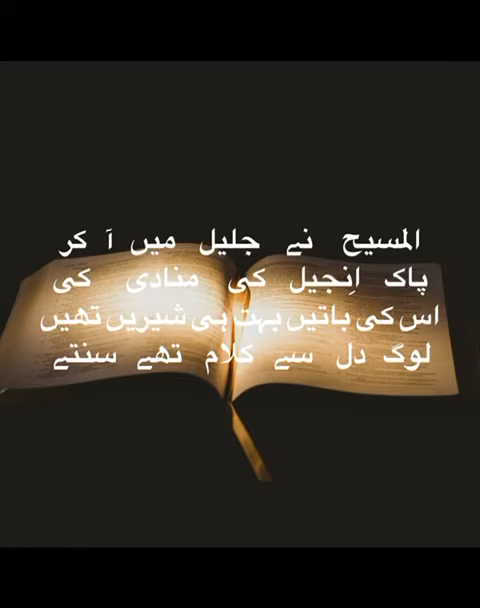 المسیح نے جلیل میں آ کر
پاک اِنجیل کی منادی کی
اس کی باتیں بہت ہی شیریں تھیں
لوگ دل سے کلام تھے سنتے